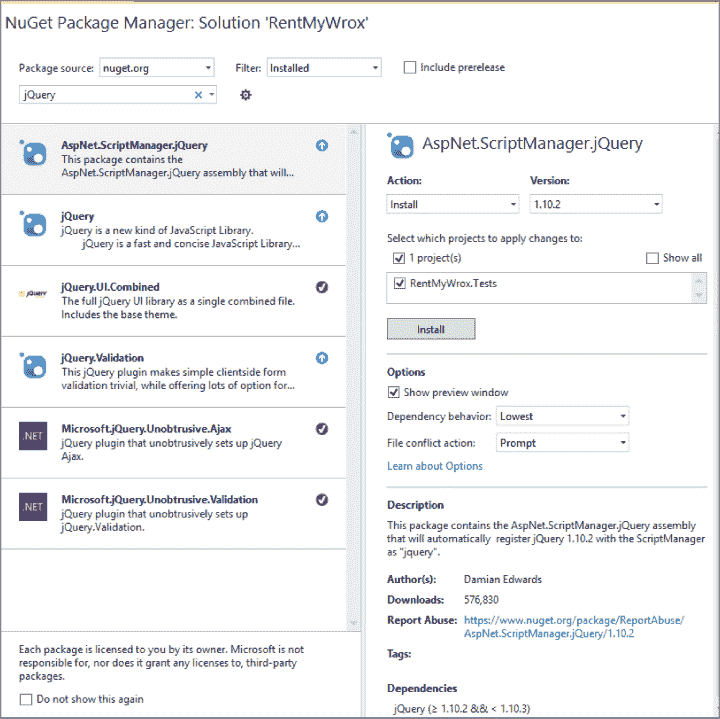 NuGet Package Manager: Solution 'RentMyWrox'
Package source: nuget.org
Filter: Installed
Include prerelease
jQuery
AspNet.ScriptManager.jQuery
This package contains the
AspNet.ScriptManager.jQuery assembly that will...
jQuery
jQuery is a new kind of JavaScript Library.
jQuery is a fast and concise JavaScript Library...
jQuery
jQuery.UI.Combined
The full jQuery UI library as a single combined file.
Includes the base theme.
jQuery.Validation
This jQuery plugin makes simple clientside form
validation trivial, while offering lots of option for...
.NET
Microsoft.jQuery.Unobtrusive.Ajax
jQuery plugin that unobtrusively sets up jQuery
Ajax.
.NET
Microsoft.jQuery.Unobtrusive.Validation
jQuery plugin that unobtrusively sets up
jQuery.Validation.
Each package is licensed to you by its owner. Microsoft is not
responsible for, nor does it grant any licenses to, third-party
packages.
Do not show this again
AspNet.ScriptManager.jQuery
Action: Version:
Install 1.10.2
Select which projects to apply changes to:
1 project(s) Show all
RentMyWrox.Tests
Install
Options
Show preview window
Dependency behavior: Lowest
File conflict action: Prompt
Learn about Options
Description
This package contains the AspNet.ScriptManager.jQuery assembly
that will automatically register jQuery 1.10.2 with the ScriptManager
as "jquery".
Author(s): Damian Edwards
Downloads: 576,830
Report Abuse: https://www.nuget.org/package/ReportAbuse/
AspNet.ScriptManager.jQuery/1.10.2
Tags:
Dependencies
jQuery (≥ 1.10.2 && < 1.10.3)